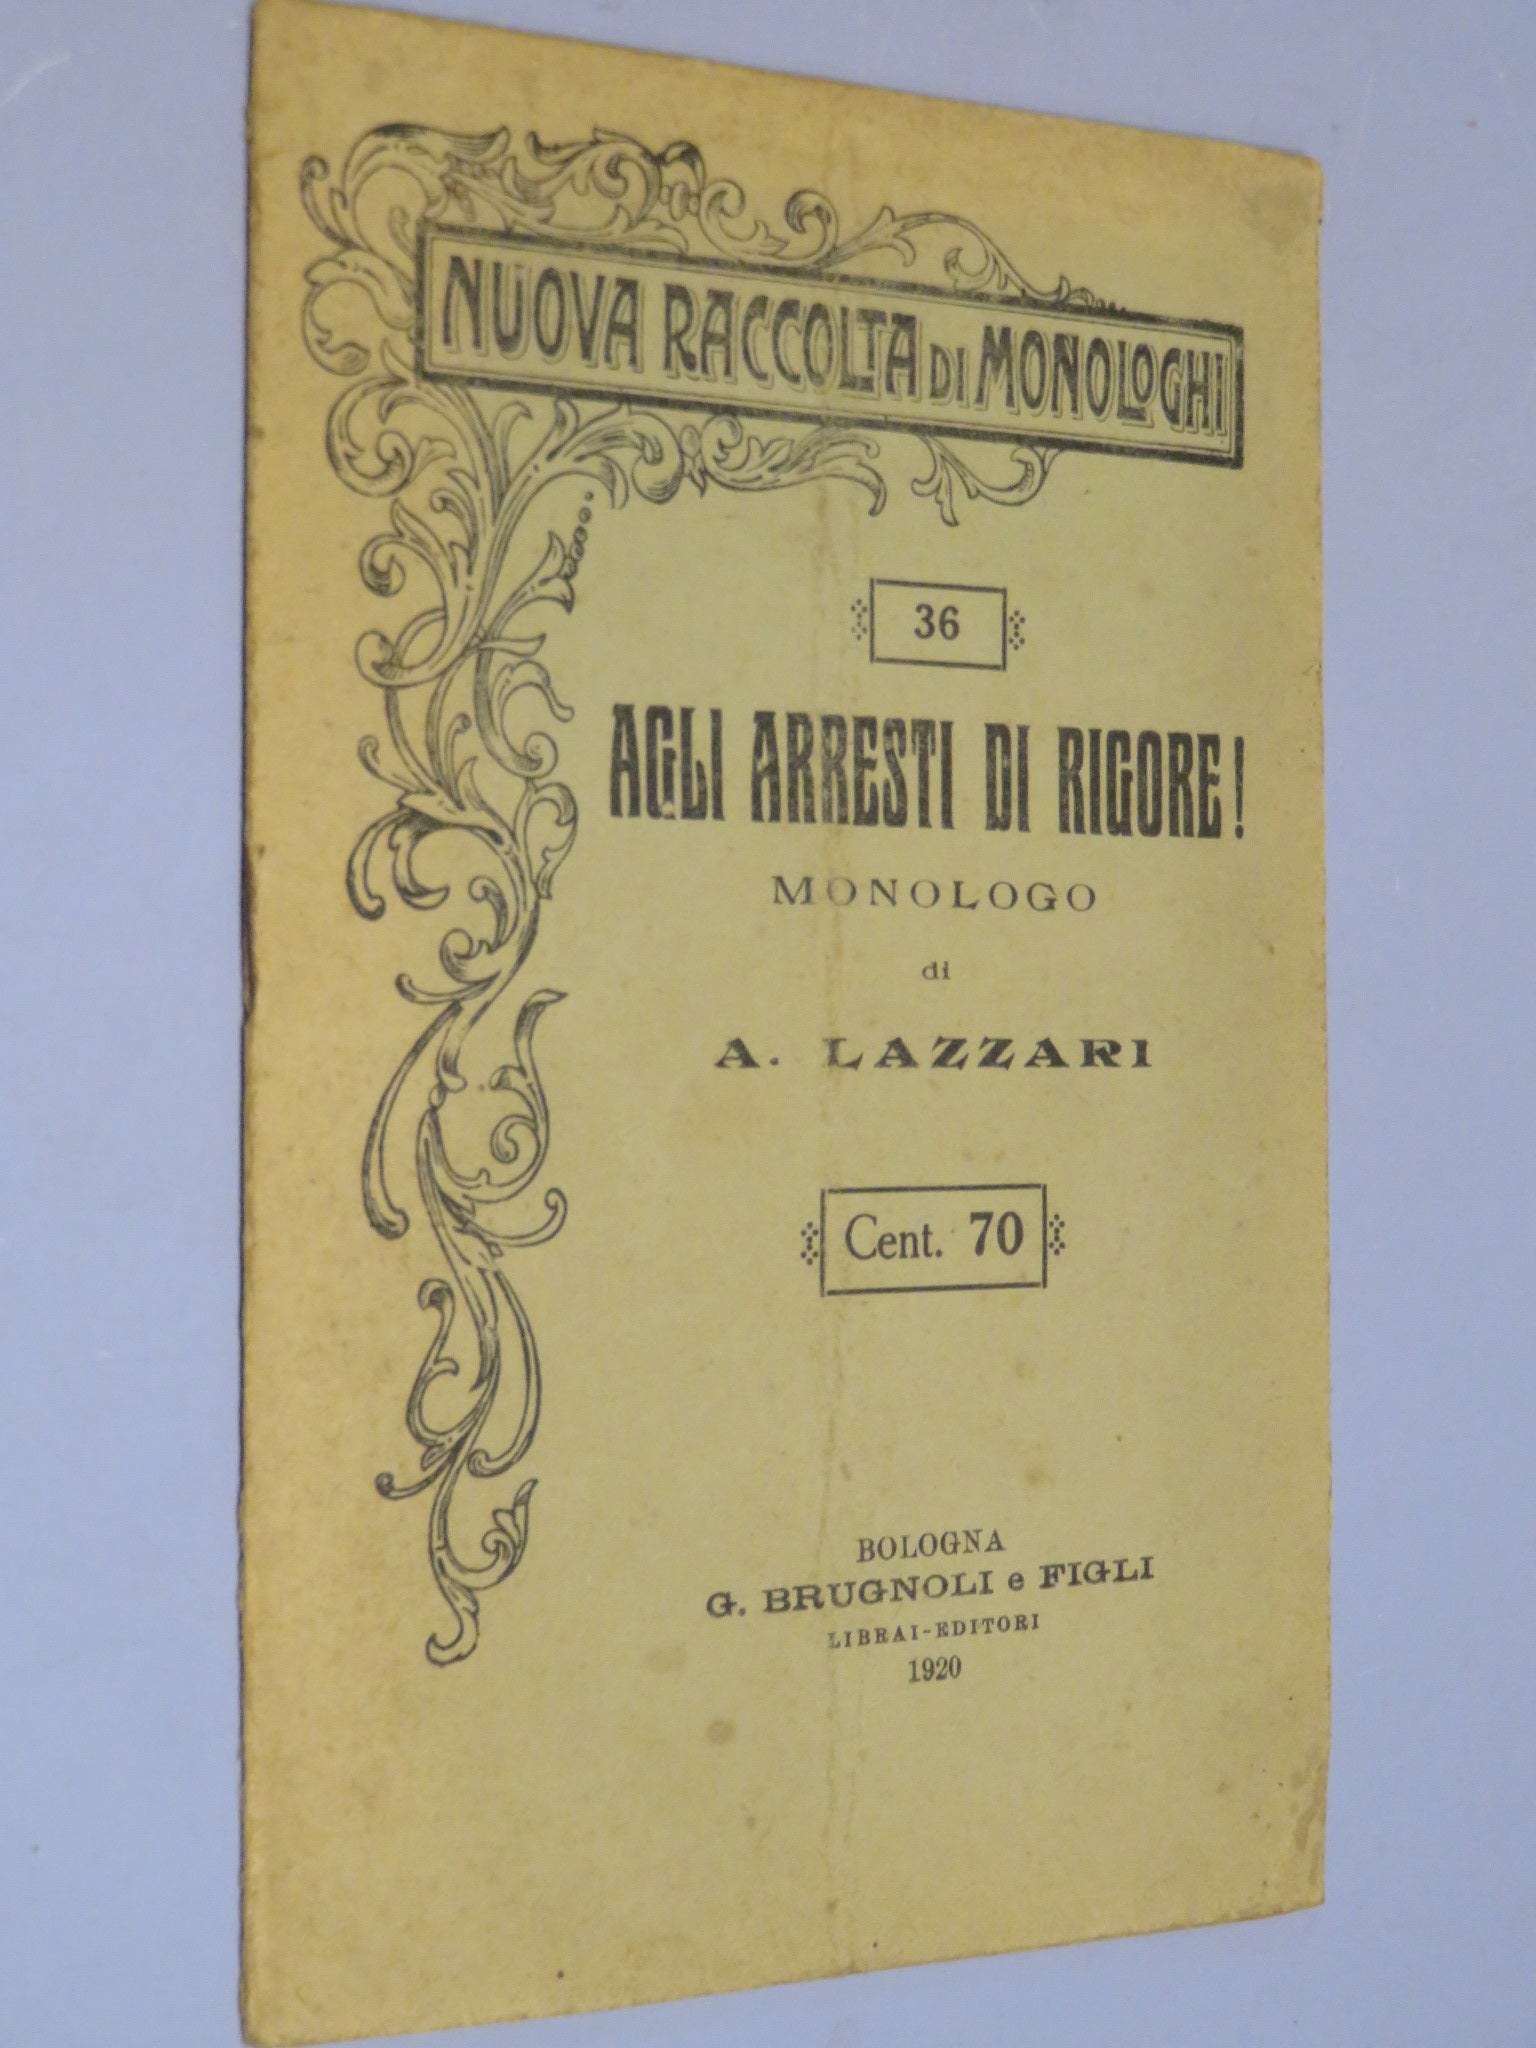 NUOVA RACCOLTA DI MONOLOGHI
36
AGLI ARRESTI DI RIGORE!
MONOLOGO
di
A. LAZZARI
Cent. 70
BOLOGNA
G. BRUGNOLI e FIGLI
LIBRAI-EDITORI
1920